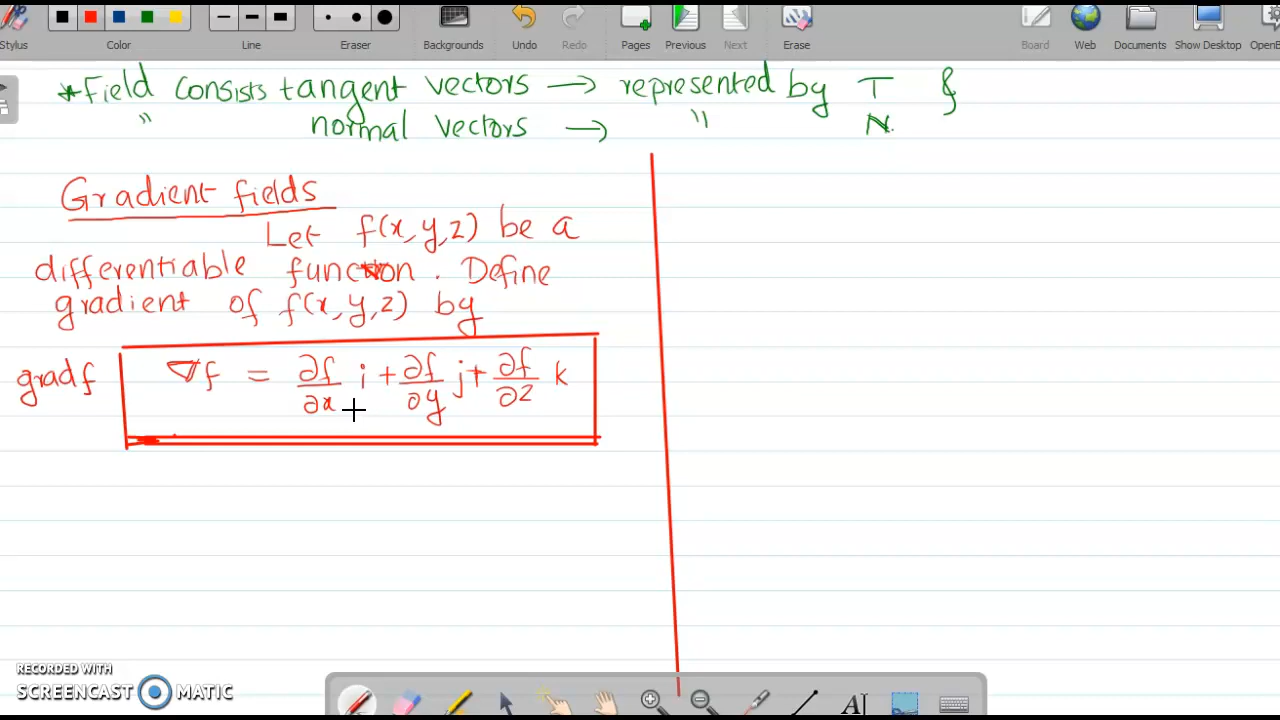 Stylus Color Line Eraser Backgrounds Undo Redo Pages Previous Next Erase Board Web Documents Show Desktop OpenB
*Field consists tangent vectors → represented by T &
" normal vectors → " N.
Gradient fields
Let f(x,y,z) be a
differentiable function. Define
gradient of f(x,y,z) by
grad f ∇f = ∂f/∂x i + ∂f/∂y j + ∂f/∂z k
RECORDED WITH
SCREENCAST MATIC